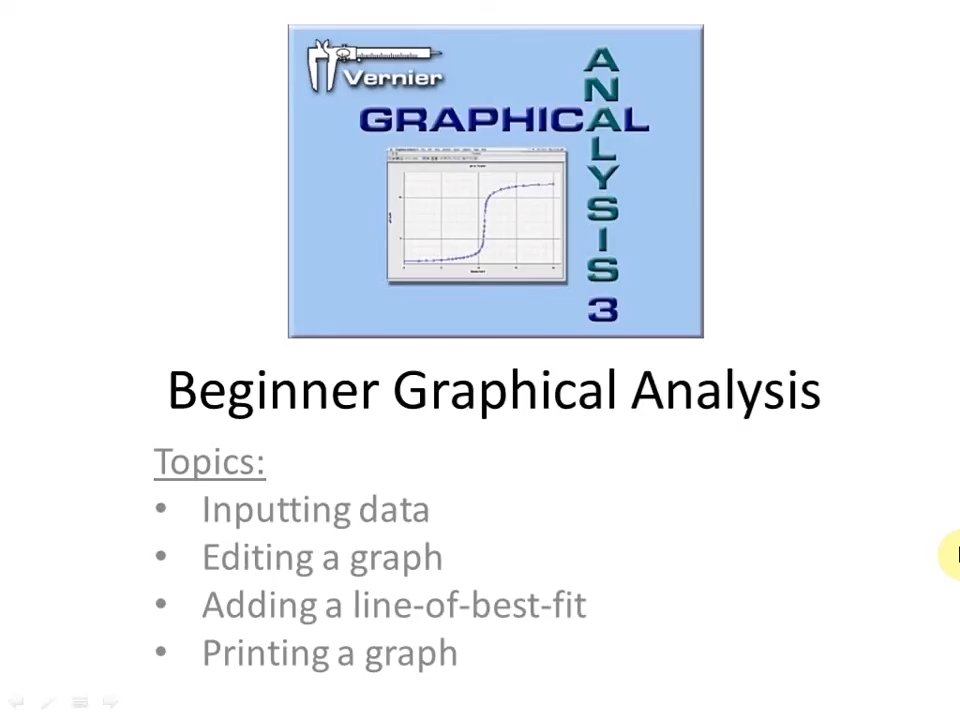 Vernier
GRAPHICAL
ANALYSIS
3
Beginner Graphical Analysis
Topics:
• Inputting data
• Editing a graph
• Adding a line-of-best-fit
• Printing a graph